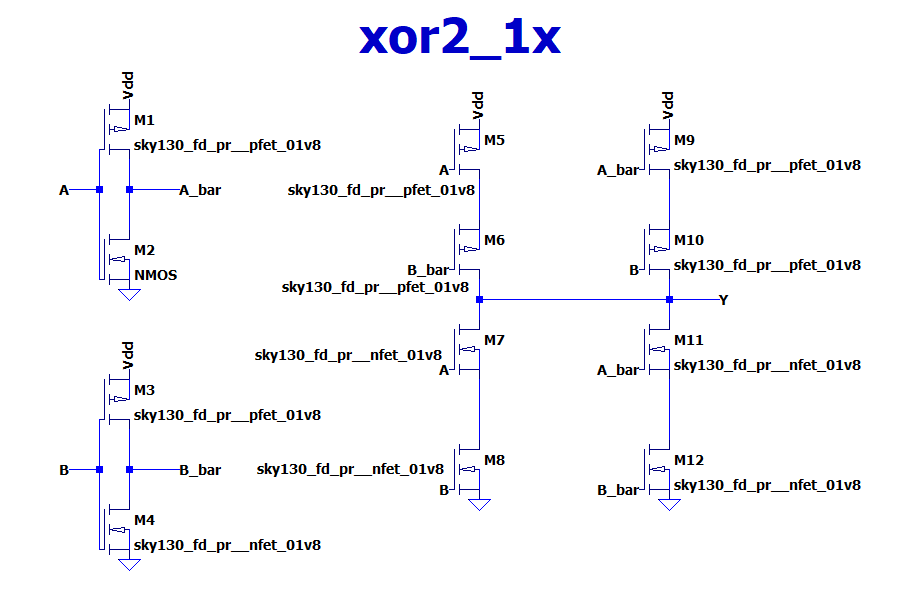 xor2_1x
Vdd
M1
sky130_fd_pr__pfet_01v8
A
A_bar
M2
NMOS
Vdd
M3
sky130_fd_pr__pfet_01v8
B
B_bar
M4
sky130_fd_pr__nfet_01v8
Vdd
M5
A
sky130_fd_pr__pfet_01v8
M6
B_bar
sky130_fd_pr__pfet_01v8
M7
sky130_fd_pr__nfet_01v8
A
M8
sky130_fd_pr__nfet_01v8
B
Vdd
M9
A_bar
sky130_fd_pr__pfet_01v8
M10
B
sky130_fd_pr__pfet_01v8
Y
M11
A_bar
sky130_fd_pr__nfet_01v8
M12
B_bar
sky130_fd_pr__nfet_01v8